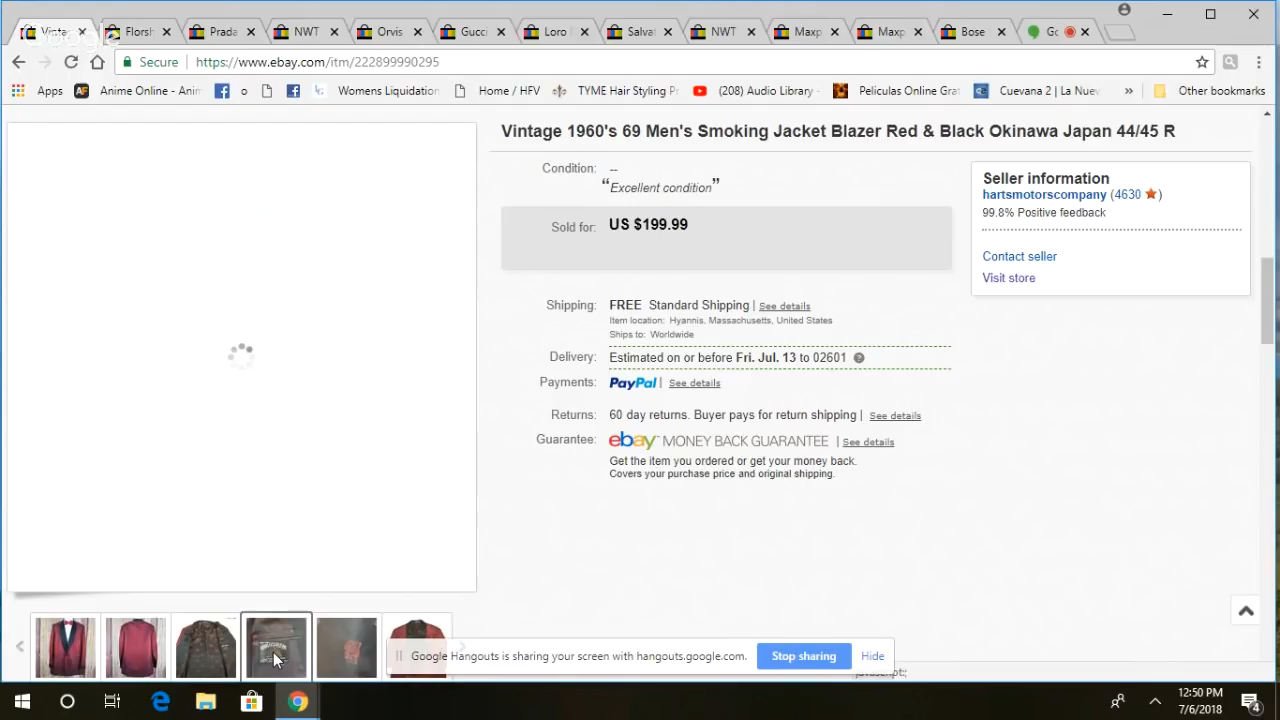 Vinta
Florsh
Prada
NWT
Orvis
Gucci
Loro
Salvat
NWT
Maxp
Maxp
Bose
Go
Google
Secure
https://www.ebay.com/itm/222899990295
Apps
AF
Anime Online - Anim
o
Womens Liquidation
Home / HFV
TYME Hair Styling Pr
(208) Audio Library -
Peliculas Online Grat
Cuevana 2 | La Nuev
»
Other bookmarks
Vintage 1960's 69 Men's Smoking Jacket Blazer Red & Black Okinawa Japan 44/45 R
Condition: --
“Excellent condition”
Sold for: US $199.99
Seller information
hartsmotorscompany (4630 ★)
99.8% Positive feedback
Contact seller
Visit store
Shipping: FREE Standard Shipping | See details
Item location: Hyannis, Massachusetts, United States
Ships to: Worldwide
Delivery: Estimated on or before Fri. Jul. 13 to 02601 ?
Payments: PayPal | See details
Returns: 60 day returns. Buyer pays for return shipping | See details
Guarantee: ebay MONEY BACK GUARANTEE | See details
Get the item you ordered or get your money back.
Covers your purchase price and original shipping.
Google Hangouts is sharing your screen with hangouts.google.com. Stop sharing Hide
12:50 PM
7/6/2018
4